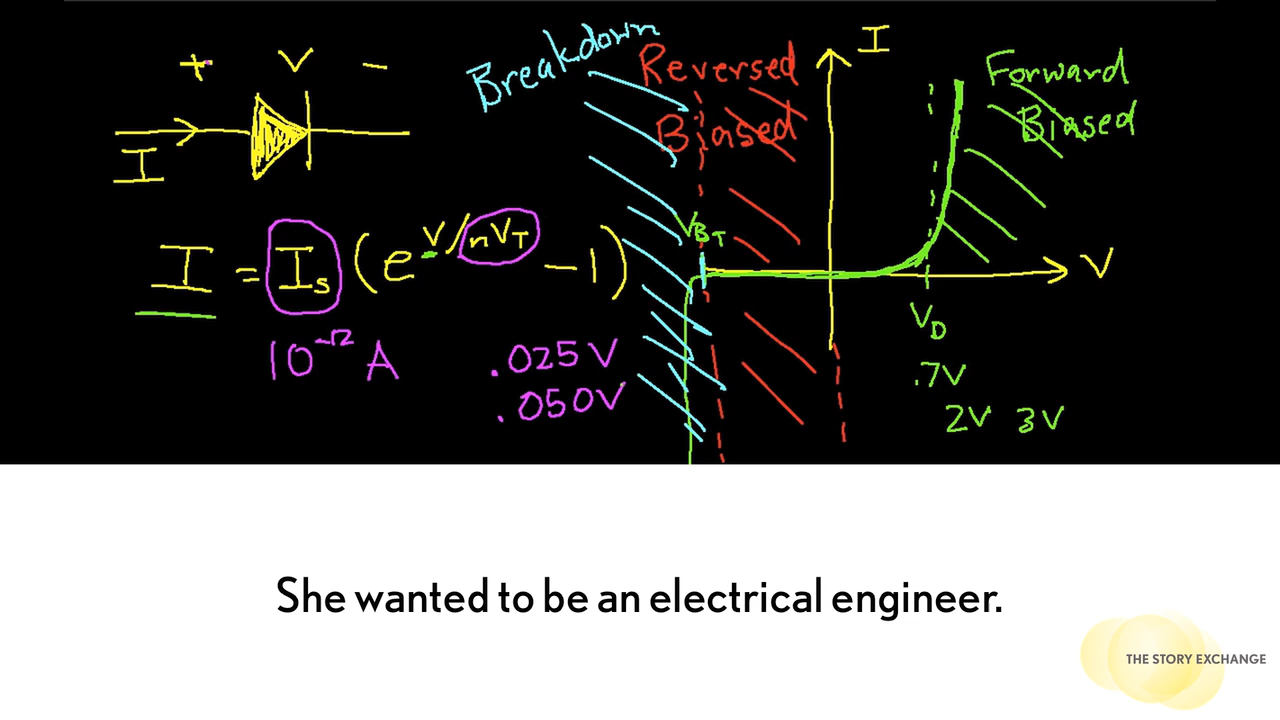 + V −
I
I = Is (e^V/nVT − 1)
10^-12 A
.025V
.050V
Breakdown
Reversed
Biased
I
Forward
Biased
VBT
V
VD
.7V
2V 3V
She wanted to be an electrical engineer.
THE STORY EXCHANGE